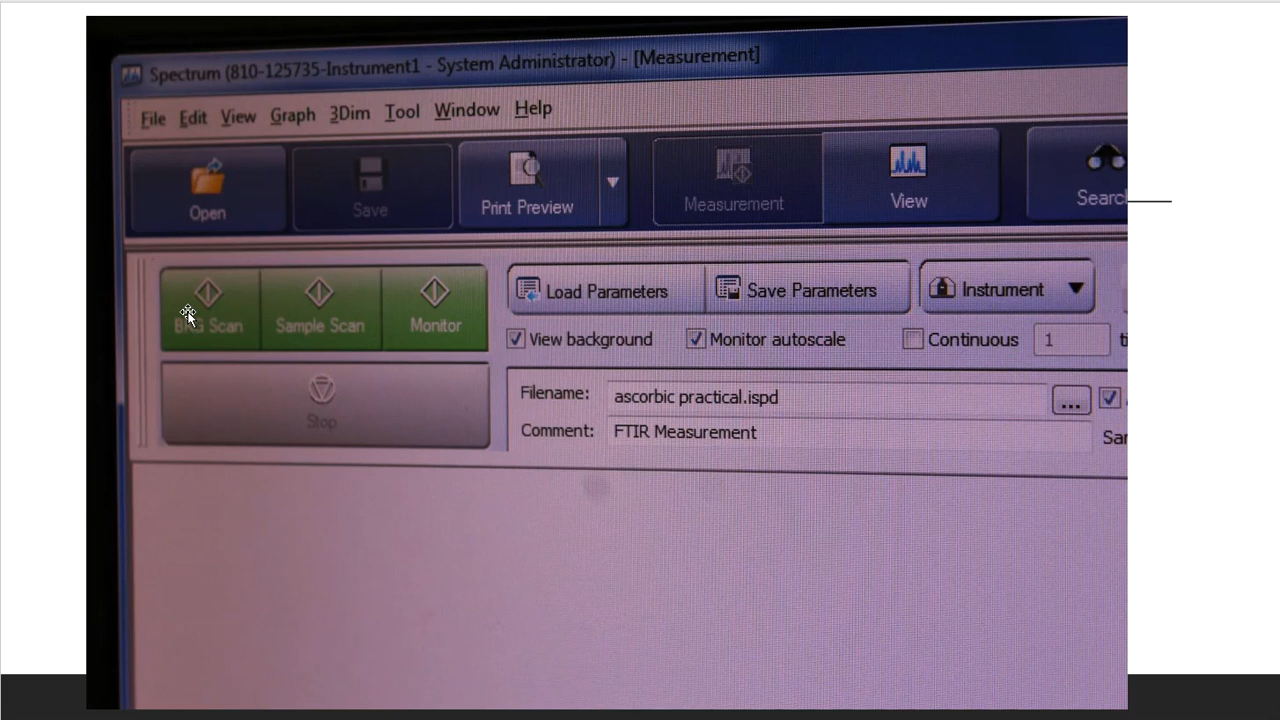 Spectrum (810-125735-Instrument1 - System Administrator) - [Measurement]
File Edit View Graph 3Dim Tool Window Help
Open Save Print Preview Measurement View Search
BKG Scan Sample Scan Monitor
Load Parameters Save Parameters Instrument
View background Monitor autoscale Continuous 1
Stop
Filename: ascorbic practical.ispd ...
Comment: FTIR Measurement